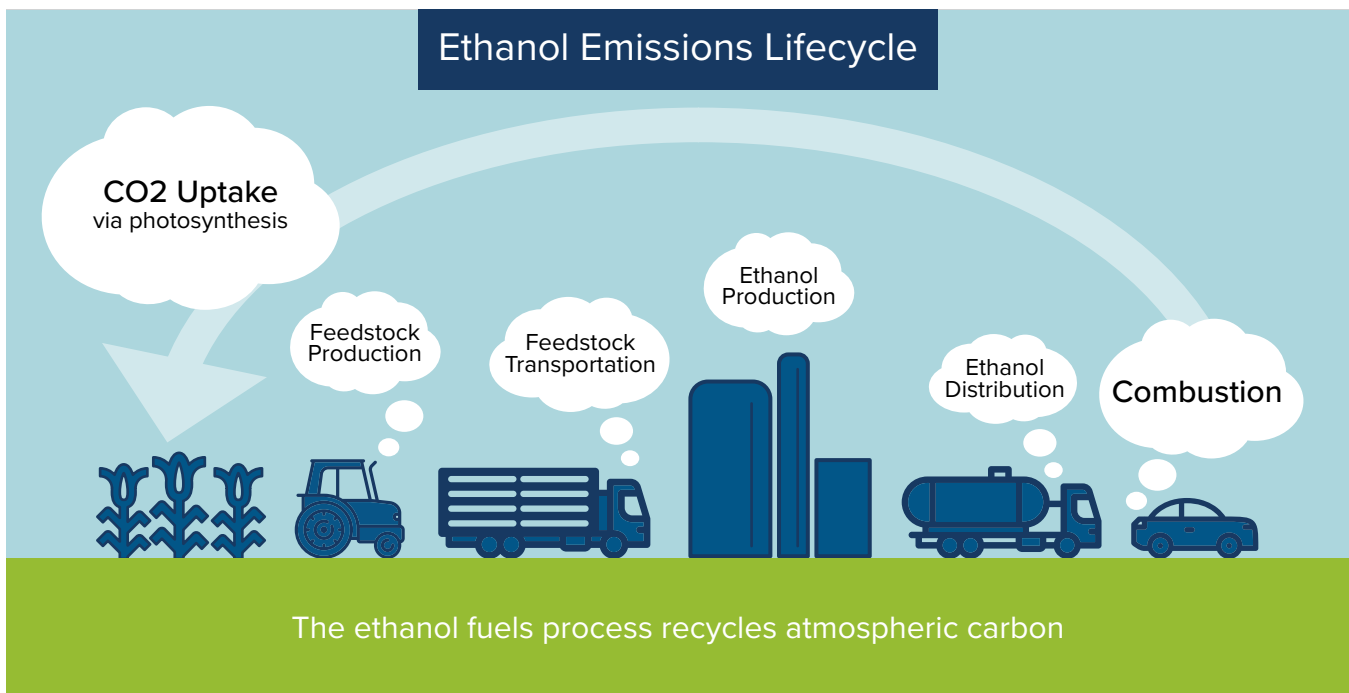 Ethanol Emissions Lifecycle
CO2 Uptake
via photosynthesis
Feedstock
Production
Feedstock
Transportation
Ethanol
Production
Ethanol
Distribution
Combustion
The ethanol fuels process recycles atmospheric carbon